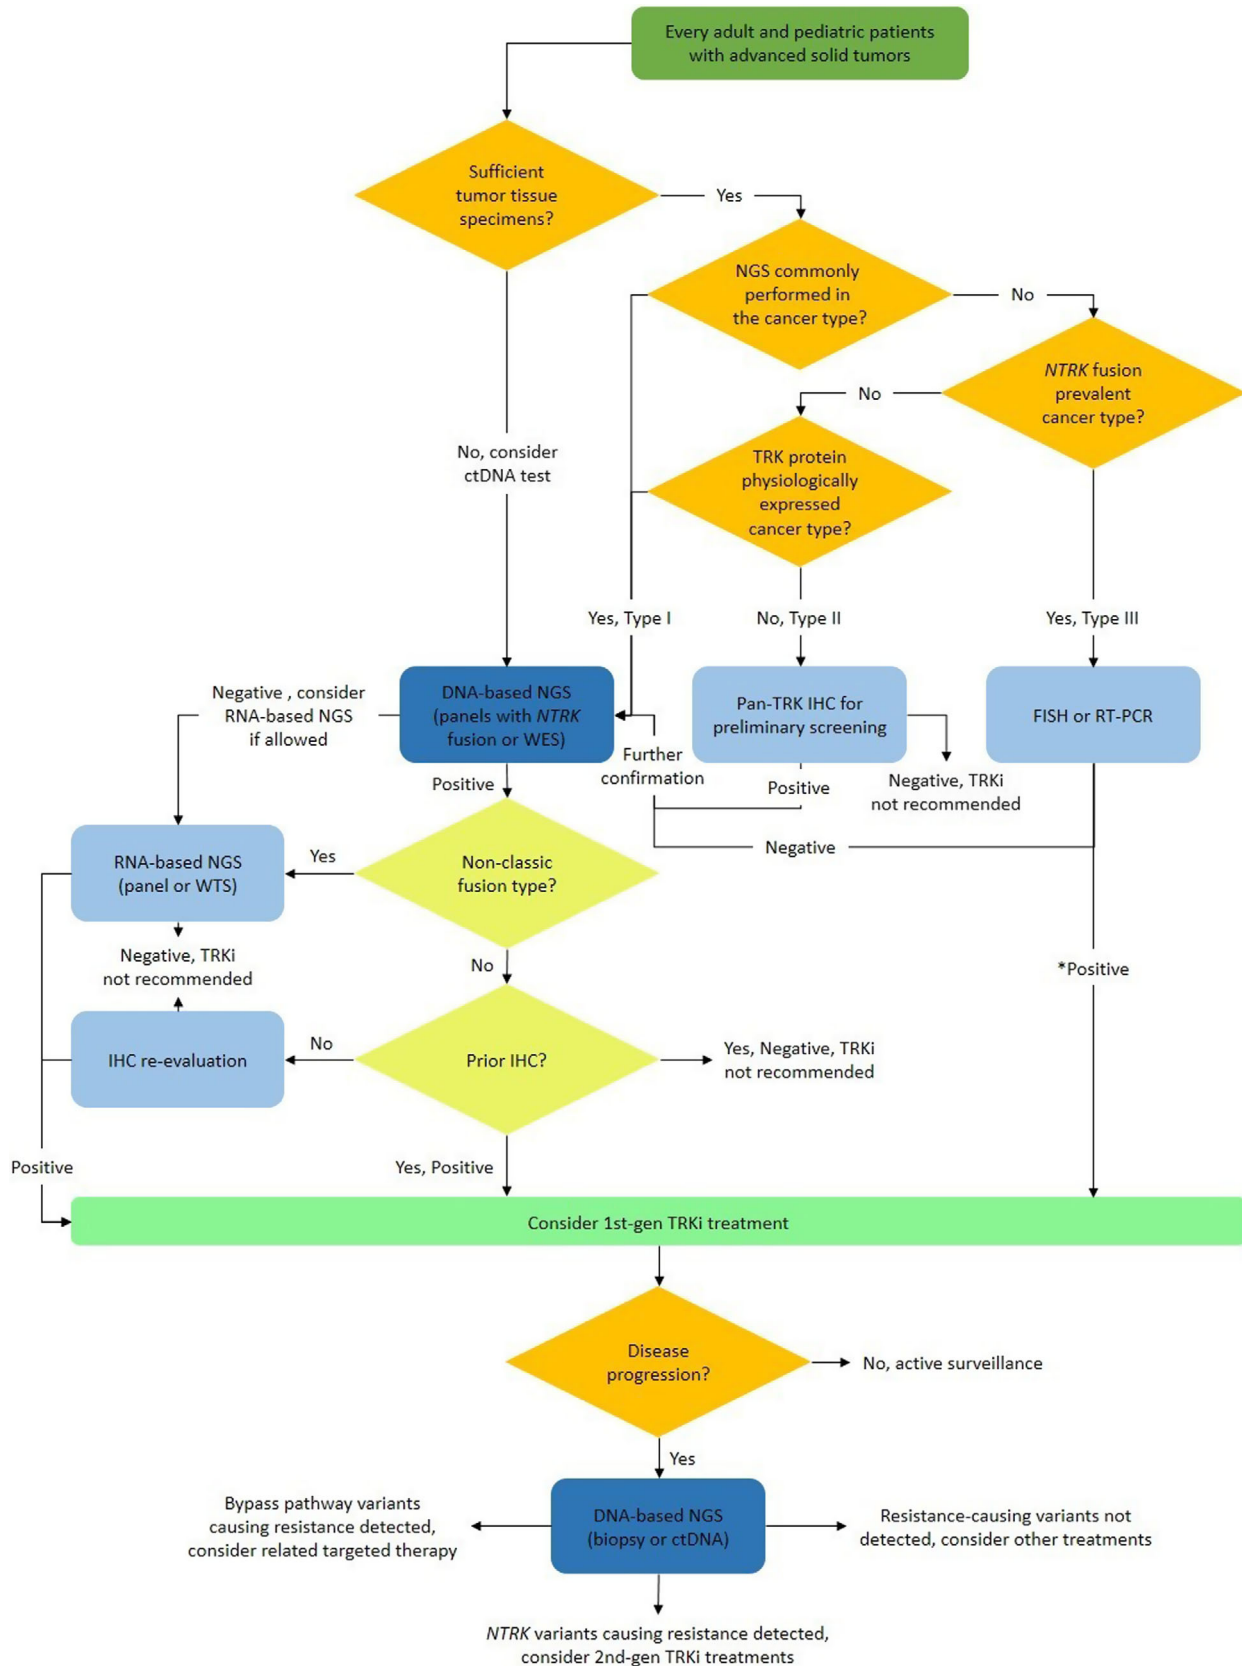 Every adult and pediatric patients
with advanced solid tumors
Sufficient
tumor tissue
specimens?
Yes
NGS commonly
performed in
the cancer type?
No
NTRK fusion
prevalent
cancer type?
No
No, consider
ctDNA test
TRK protein
physiologically
expressed
cancer type?
Yes, Type I
No, Type II
Yes, Type III
Negative , consider
RNA-based NGS
if allowed
DNA-based NGS
(panels with NTRK
fusion or WES)
Pan-TRK IHC for
preliminary screening
FISH or RT-PCR
Further
confirmation
Positive
Positive
Negative, TRKi
not recommended
Negative
RNA-based NGS
(panel or WTS)
Yes
Non-classic
fusion type?
Negative, TRKi
not recommended
No
*Positive
IHC re-evaluation
No
Prior IHC?
Yes, Negative, TRKi
not recommended
Positive
Yes, Positive
Consider 1st-gen TRKi treatment
Disease
progression?
No, active surveillance
Yes
Bypass pathway variants
causing resistance detected,
consider related targeted therapy
DNA-based NGS
(biopsy or ctDNA)
Resistance-causing variants not
detected, consider other treatments
NTRK variants causing resistance detected,
consider 2nd-gen TRKi treatments